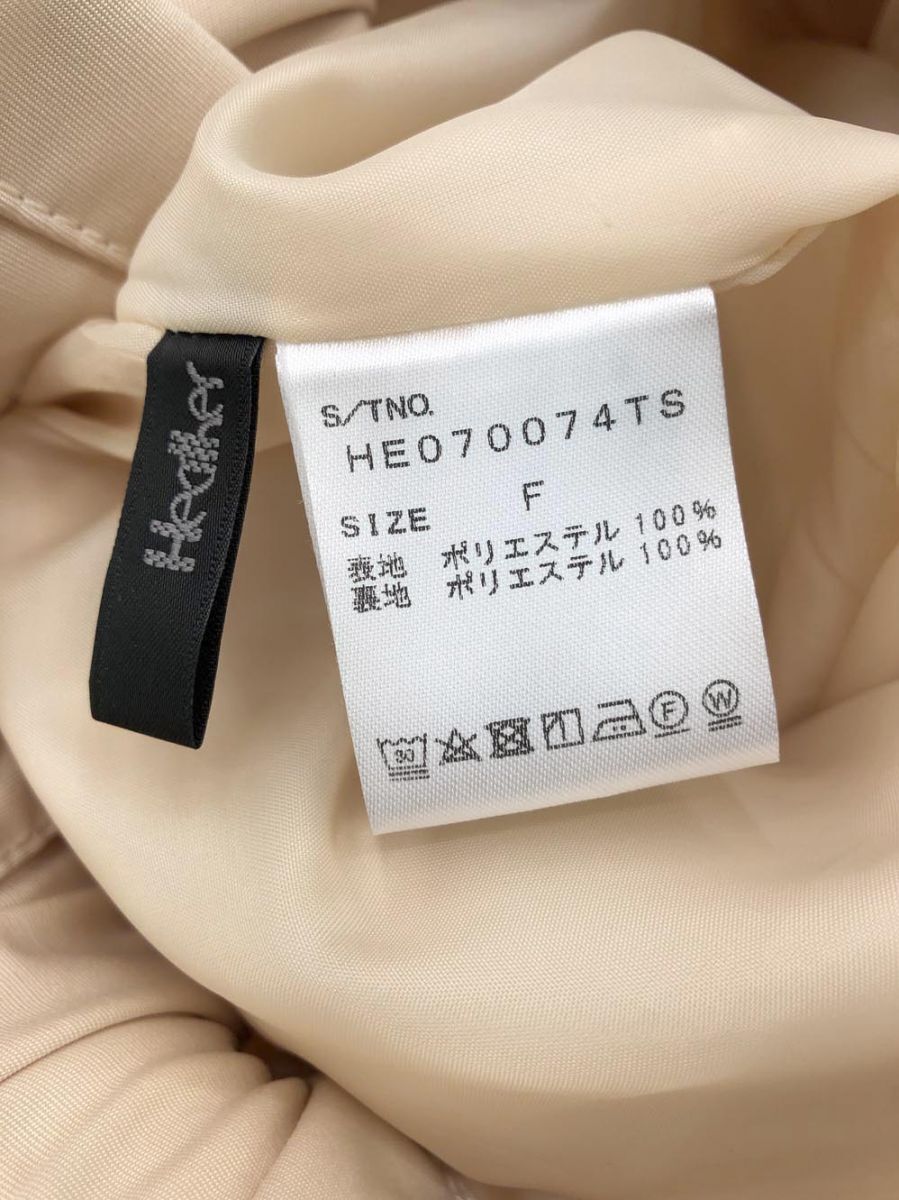 Heather
S/TNO.
HE070074TS
SIZE F
表地 ポリエステル 100%
裏地 ポリエステル 100%
30 F W